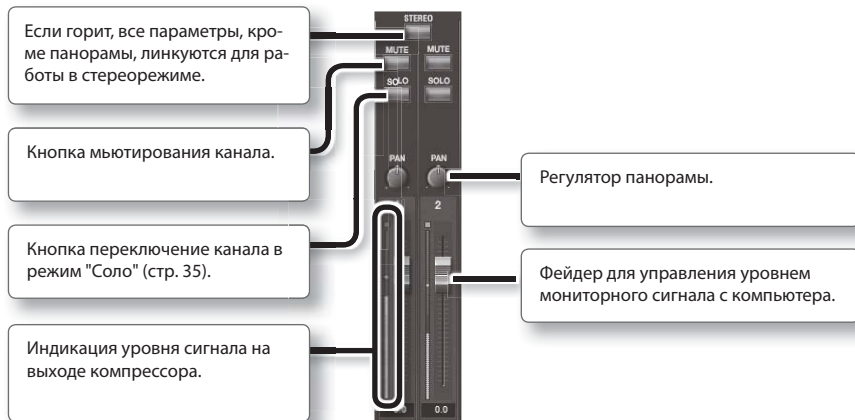 Если горит, все параметры, кро-
ме панорамы, линкуются для ра-
боты в стереорежиме.
Кнопка мьютирования канала.
Кнопка переключение канала в
режим "Соло" (стр. 35).
Индикация уровня сигнала на
выходе компрессора.
STEREO
MUTE MUTE
SOLO SOLO
PAN PAN
2
0.0
Регулятор панорамы.
Фейдер для управления уровнем
мониторного сигнала с компьютера.